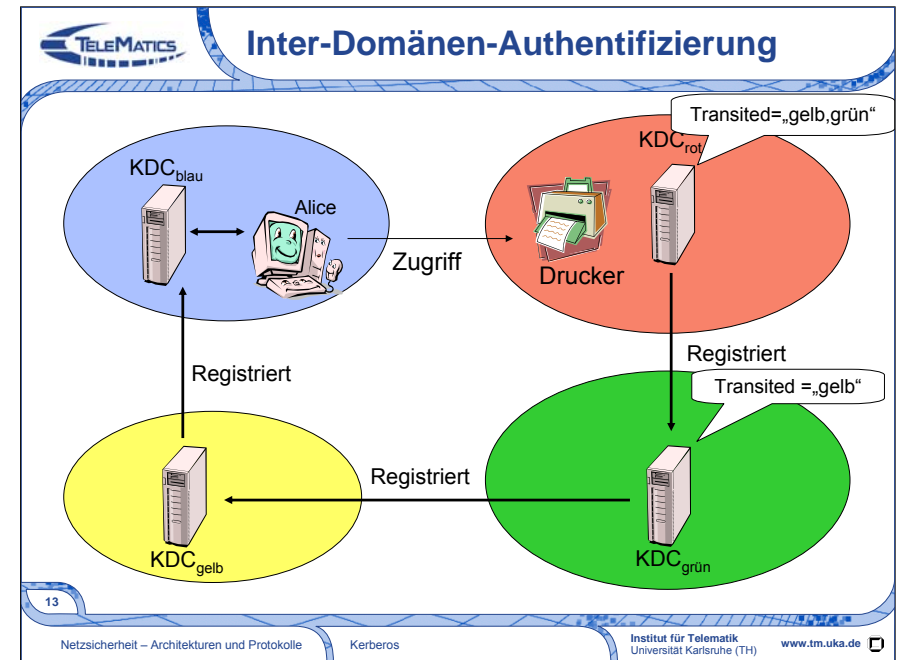 TELEMATICS
Inter-Domänen-Authentifizierung
Transited=„gelb,grün“
KDCrot
KDCblau
Alice
Zugriff
Drucker
Registriert
Registriert
Transited =„gelb“
Registriert
KDCgelb
KDCgrün
13
Netzsicherheit – Architekturen und Protokolle
Kerberos
Institut für Telematik
Universität Karlsruhe (TH)
www.tm.uka.de